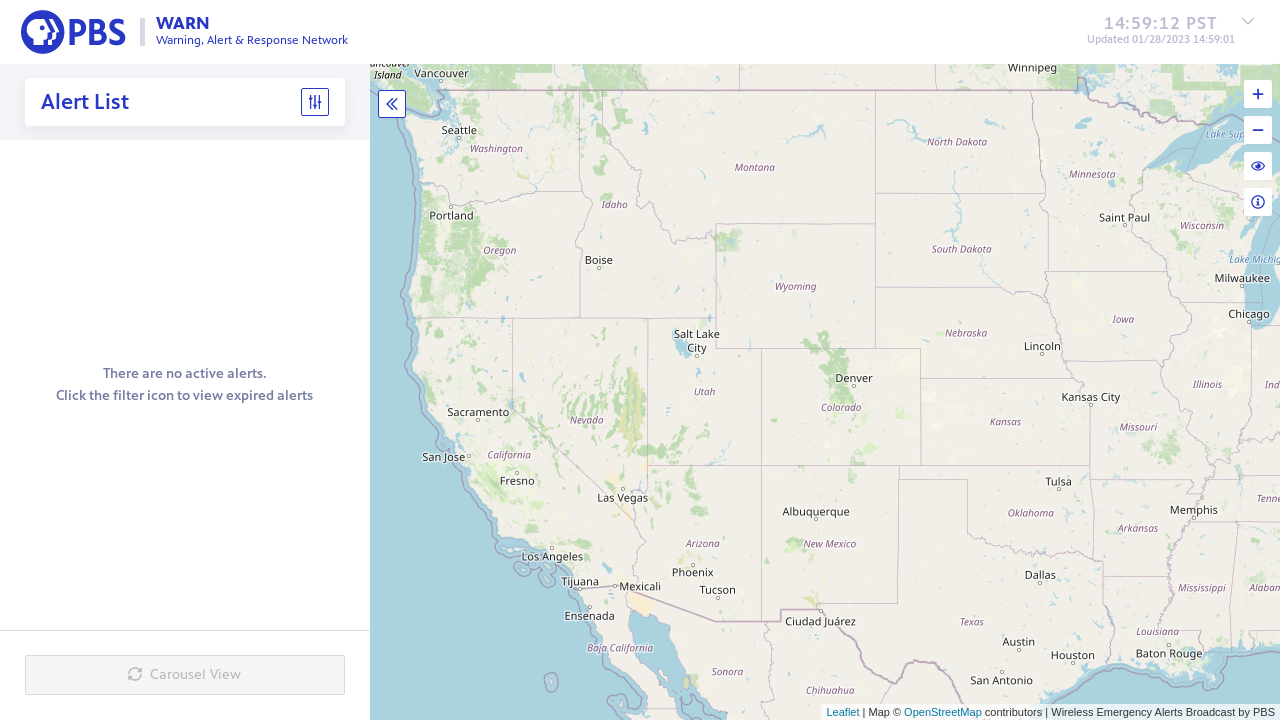 PBS
WARN
Warning, Alert & Response Network
14:59:12 PST
Updated 01/28/2023 14:59:01
Alert List
There are no active alerts.
Click the filter icon to view expired alerts
Carousel View
Island
Vancouver
Winnipeg
Seattle
Washington
Montana
North Dakota
Minnesota
Lake Sup
Portland
Idaho
Saint Paul
Wisconsin
Oregon
Boise
South Dakota
Lake Michig
Milwaukee
Wyoming
Chicago
Iowa
Salt Lake
City
Nebraska
Lincoln
Denver
Utah
Colorado
Illinois
Ind
Kansas City
Sacramento
Nevada
Kansas
Missouri
San Jose
California
Fresno
Las Vegas
Tulsa
Tenne
Albuquerque
Oklahoma
Memphis
Arkansas
Los Angeles
Arizona
New Mexico
Phoenix
Dallas
Tijuana
Mexicali
Tucson
Mississippi
Alabam
Ensenada
Ciudad Juárez
Texas
Louisiana
Baja California
Austin
Houston
Baton Rouge
Sonora
San Antonio
Chihuahua
Leaflet | Map © OpenStreetMap contributors | Wireless Emergency Alerts Broadcast by PBS